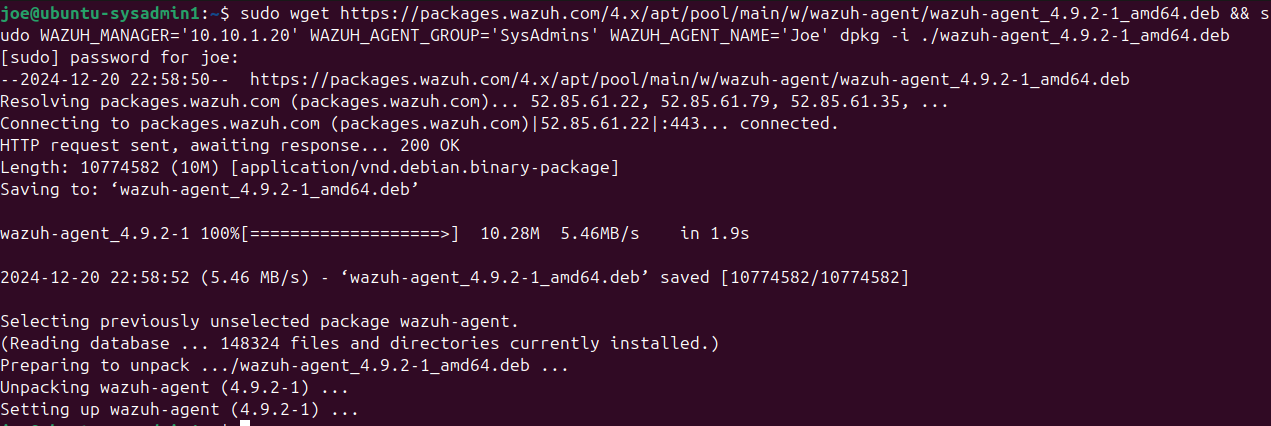 joe@ubuntu-sysadmin1:~$ sudo wget https://packages.wazuh.com/4.x/apt/pool/main/w/wazuh-agent/wazuh-agent_4.9.2-1_amd64.deb && s
udo WAZUH_MANAGER='10.10.1.20' WAZUH_AGENT_GROUP='SysAdmins' WAZUH_AGENT_NAME='Joe' dpkg -i ./wazuh-agent_4.9.2-1_amd64.deb
[sudo] password for joe:
--2024-12-20 22:58:50--  https://packages.wazuh.com/4.x/apt/pool/main/w/wazuh-agent/wazuh-agent_4.9.2-1_amd64.deb
Resolving packages.wazuh.com (packages.wazuh.com)... 52.85.61.22, 52.85.61.79, 52.85.61.35, ...
Connecting to packages.wazuh.com (packages.wazuh.com)|52.85.61.22|:443... connected.
HTTP request sent, awaiting response... 200 OK
Length: 10774582 (10M) [application/vnd.debian.binary-package]
Saving to: ‘wazuh-agent_4.9.2-1_amd64.deb’
wazuh-agent_4.9.2-1 100%[===================>]  10.28M  5.46MB/s    in 1.9s
2024-12-20 22:58:52 (5.46 MB/s) - ‘wazuh-agent_4.9.2-1_amd64.deb’ saved [10774582/10774582]
Selecting previously unselected package wazuh-agent.
(Reading database ... 148324 files and directories currently installed.)
Preparing to unpack .../wazuh-agent_4.9.2-1_amd64.deb ...
Unpacking wazuh-agent (4.9.2-1) ...
Setting up wazuh-agent (4.9.2-1) ...